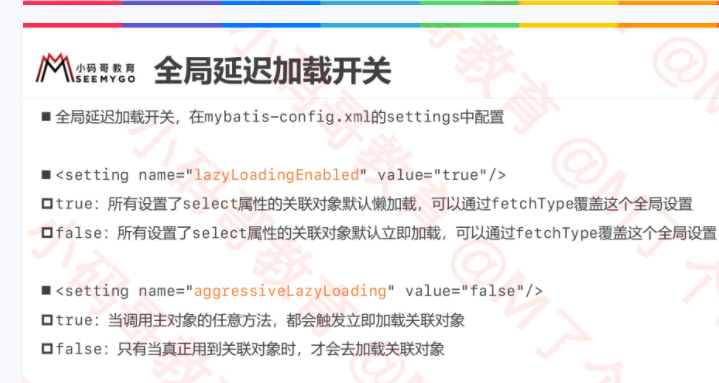 小码哥教育
SEEMYGO
全局延迟加载开关
■ 全局延迟加载开关，在mybatis-config.xml的settings中配置
■ <setting name="lazyLoadingEnabled" value="true"/>
□ true：所有设置了select属性的关联对象默认懒加载，可以通过fetchType覆盖这个全局设置
□ false：所有设置了select属性的关联对象默认立即加载，可以通过fetchType覆盖这个全局设置
■ <setting name="aggressiveLazyLoading" value="false"/>
□ true：当调用主对象的任意方法，都会触发立即加载关联对象
□ false：只有当真正用到关联对象时，才会去加载关联对象